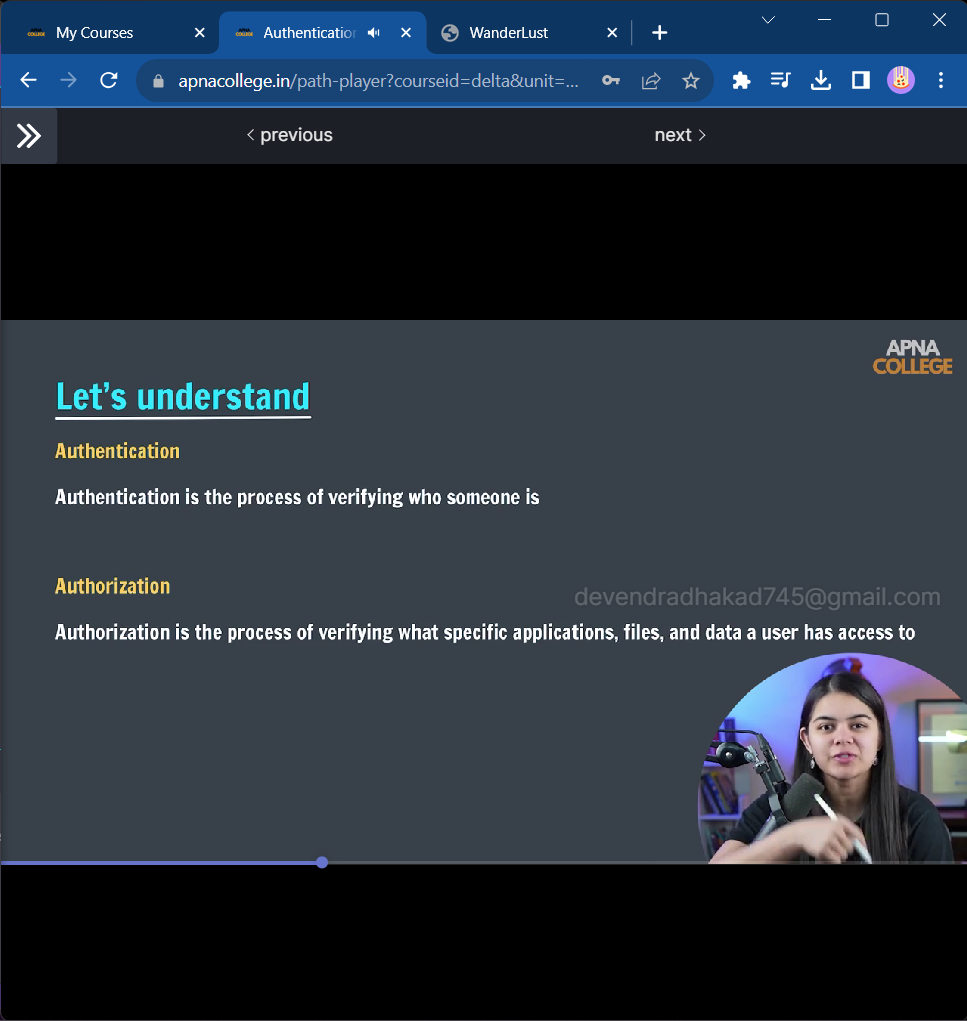 My Courses
Authentication
WanderLust
apnacollege.in/path-player?courseid=delta&unit=...
previous
next
APNA
COLLEGE
Let's understand
Authentication
Authentication is the process of verifying who someone is
Authorization
devendradhakad745@gmail.com
Authorization is the process of verifying what specific applications, files, and data a user has access to